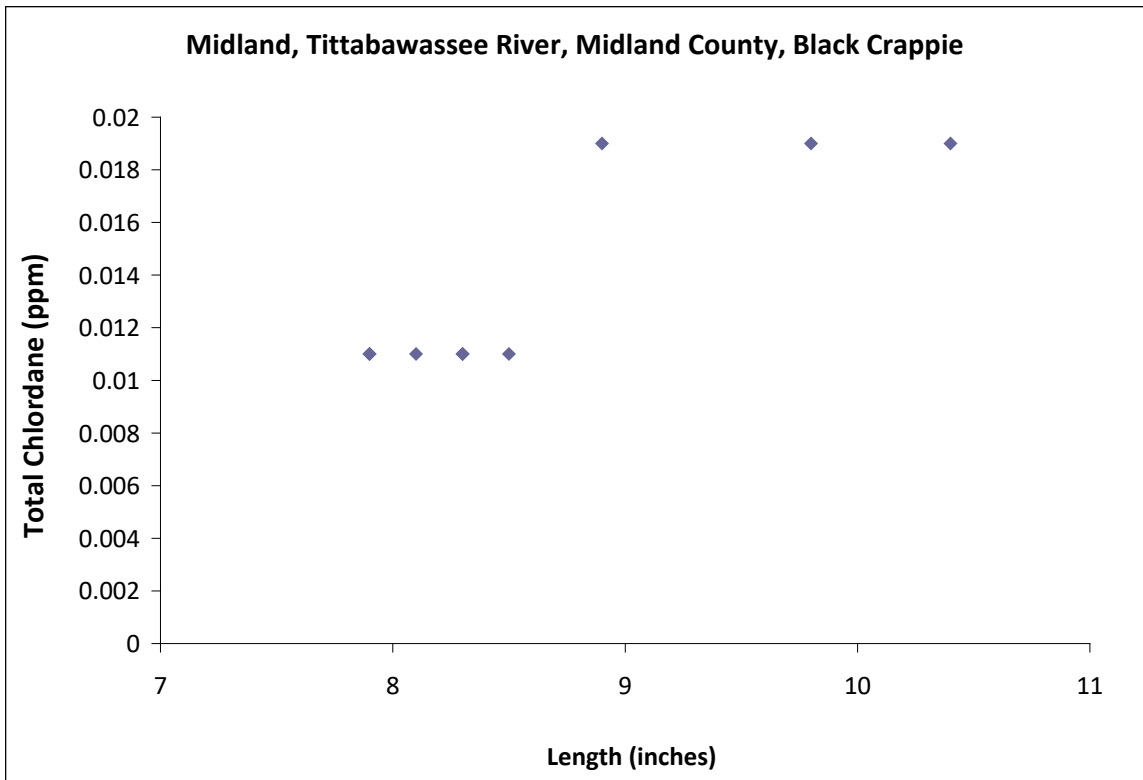 Midland, Tittabawassee River, Midland County, Black Crappie
Total Chlordane (ppm)
0.02
0.018
0.016
0.014
0.012
0.01
0.008
0.006
0.004
0.002
0
7 8 9 10 11
Length (inches)